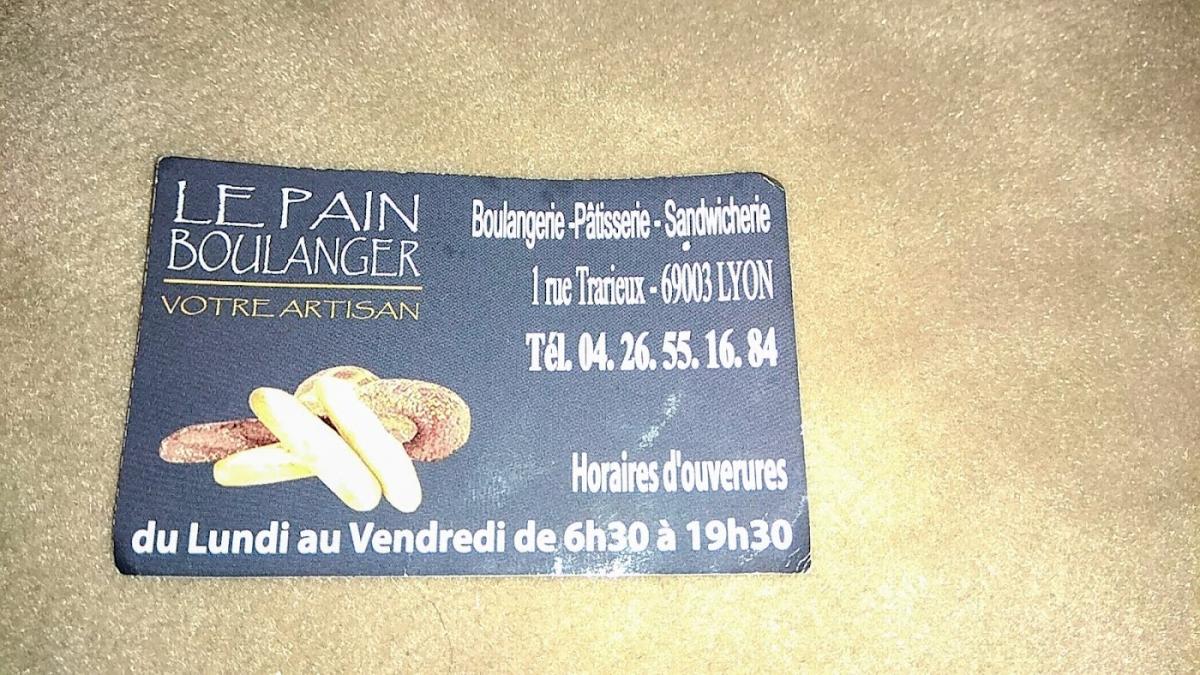 LE PAIN
BOULANGER
VOTRE ARTISAN
Boulangerie -Pâtisserie - Sandwicherie
1 rue Trarieux - 69003 LYON
Tél. 04. 26. 55. 16. 84
Horaires d'ouverures
du Lundi au Vendredi de 6h30 à 19h30